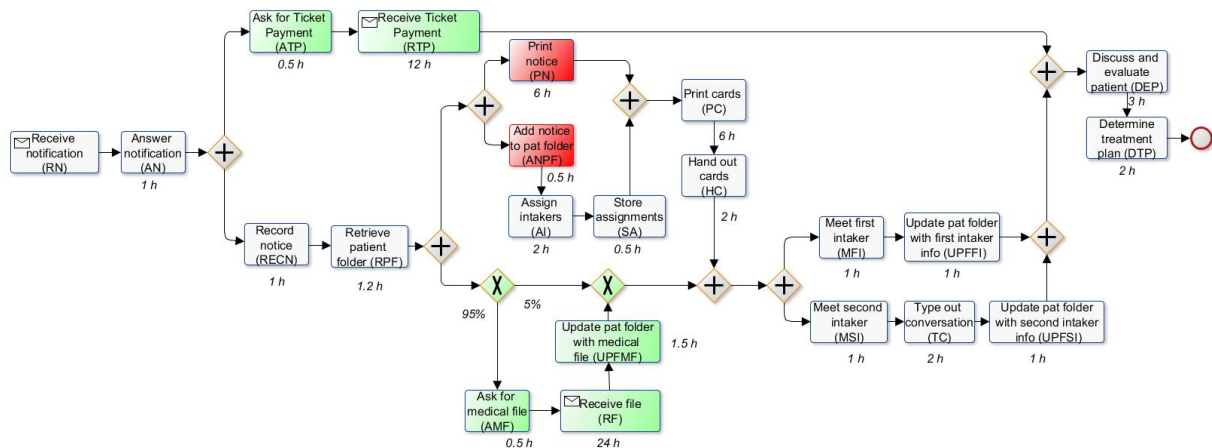 Ask for Ticket
Payment
(ATP)
0.5 h
Receive Ticket
Payment
(RTP)
12 h
Print
notice
(PN)
6 h
Print cards
(PC)
6 h
Discuss and
evaluate
patient (DEP)
3 h
Receive
notification
(RN)
Answer
notification
(AN)
1 h
Add notice
to pat folder
(ANPF)
0.5 h
Hand out
cards
(HC)
2 h
Determine
treatment
plan (DTP)
2 h
Assign
intakers
(AI)
2 h
Store
assignments
(SA)
0.5 h
Record
notice
(RECN)
1 h
Retrieve
patient
folder (RPF)
1.2 h
Meet first
intaker
(MFI)
1 h
Update pat folder
with first intaker
info (UPFFI)
1 h
X
X
95%
5%
Update pat folder
with medical
file (UPFMF)
1.5 h
Meet second
intaker
(MSI)
1 h
Type out
conversation
(TC)
2 h
Update pat folder
with second intaker
info (UPFSI)
1 h
Ask for
medical file
(AMF)
0.5 h
Receive file
(RF)
24 h